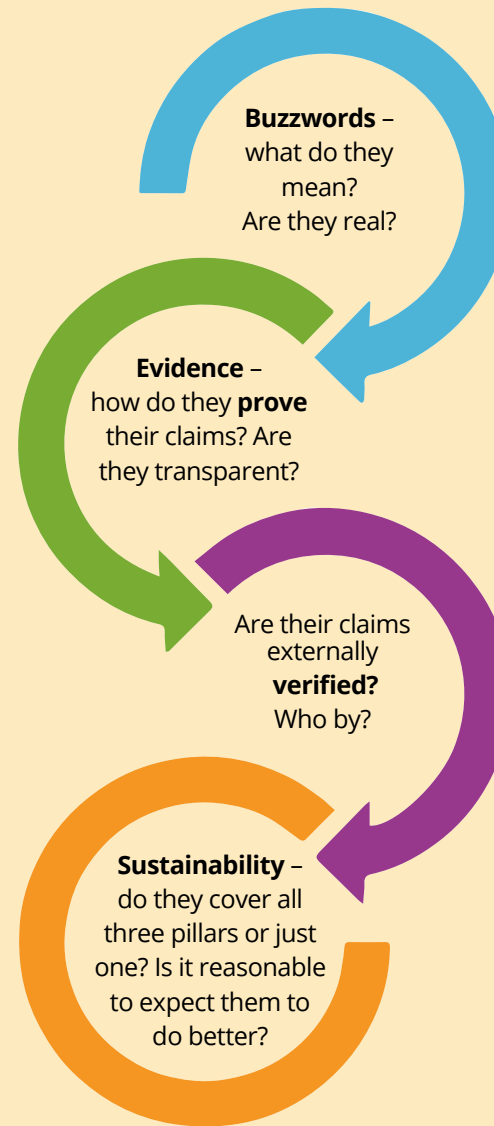 Buzzwords –
what do they
mean?
Are they real?
Evidence –
how do they prove
their claims? Are
they transparent?
Are their claims
externally
verified?
Who by?
Sustainability –
do they cover all
three pillars or just
one? Is it reasonable
to expect them to
do better?